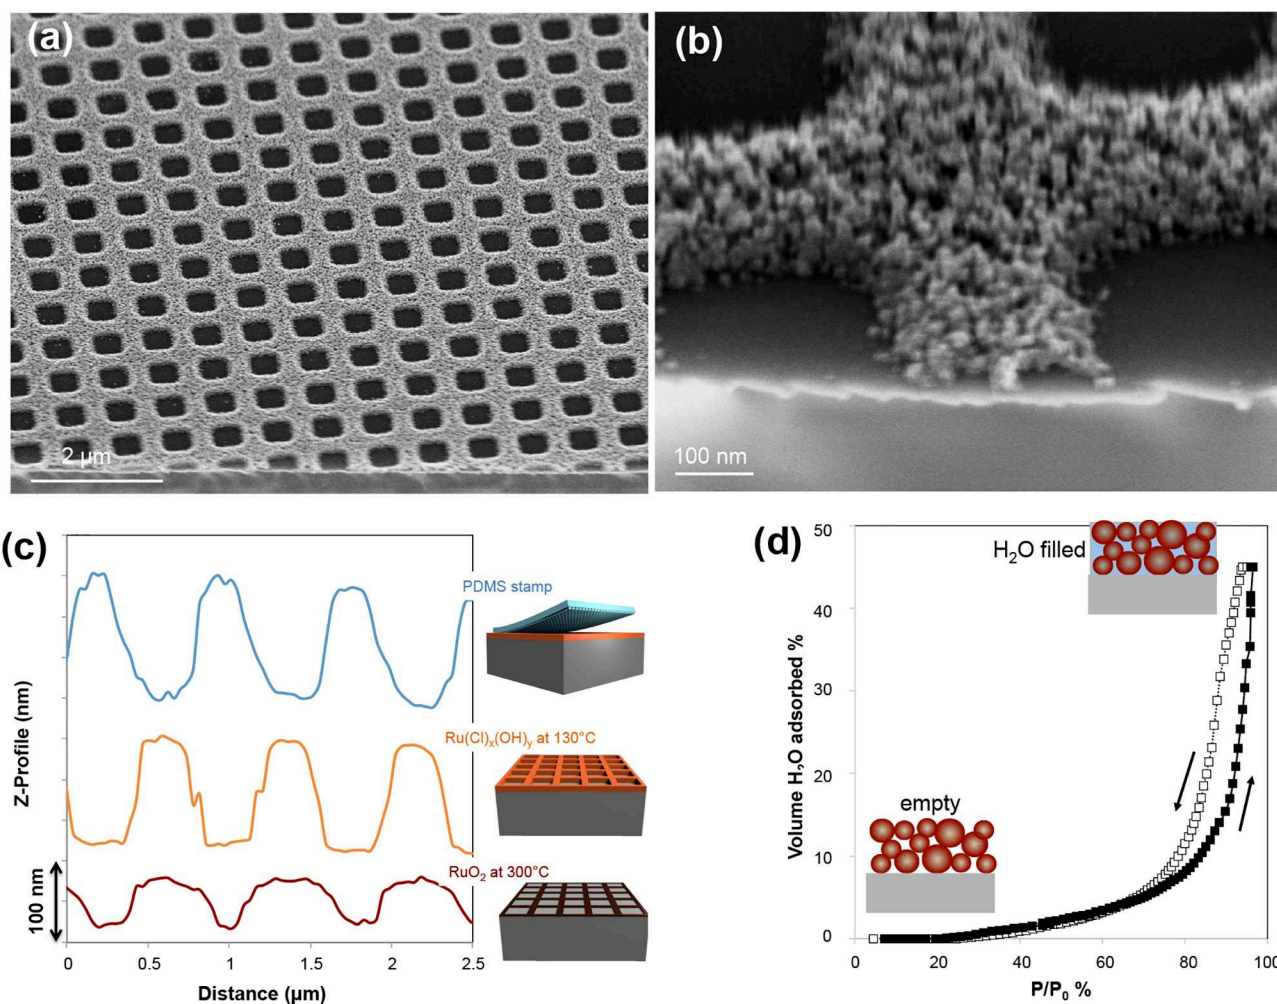 (a)
2 µm
(b)
100 nm
(c)
Z-Profile (nm)
100 nm
PDMS stamp
Ru(Cl)ₓ(OH)ᵧ at 130°C
RuO₂ at 300°C
0 0.5 1 1.5 2 2.5
Distance (µm)
(d)
Volume H₂O adsorbed %
50
40
30
20
10
0
H₂O filled
empty
0 20 40 60 80 100
P/P₀ %